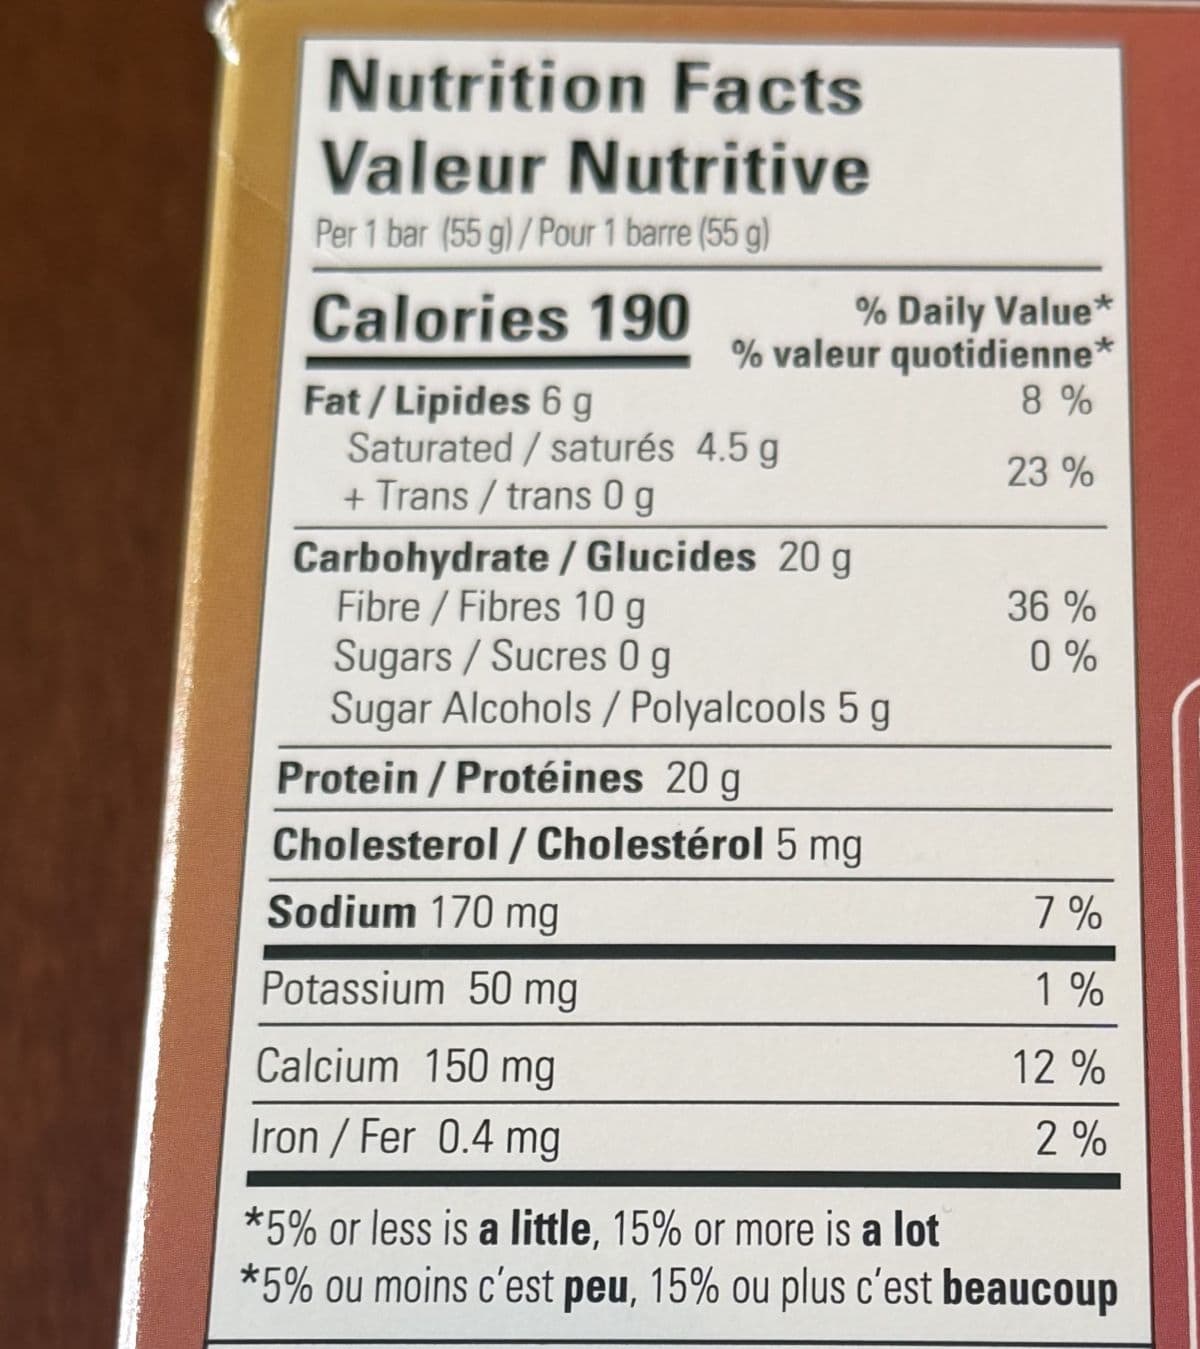 Nutrition Facts
Valeur Nutritive
Per 1 bar (55 g) / Pour 1 barre (55 g)
Calories 190
% Daily Value*
% valeur quotidienne*
Fat / Lipides 6 g 8 %
Saturated / saturés 4.5 g
+ Trans / trans 0 g 23 %
Carbohydrate / Glucides 20 g
Fibre / Fibres 10 g 36 %
Sugars / Sucres 0 g 0 %
Sugar Alcohols / Polyalcools 5 g
Protein / Protéines 20 g
Cholesterol / Cholestérol 5 mg
Sodium 170 mg 7 %
Potassium 50 mg 1 %
Calcium 150 mg 12 %
Iron / Fer 0.4 mg 2 %
*5% or less is a little, 15% or more is a lot
*5% ou moins c'est peu, 15% ou plus c'est beaucoup